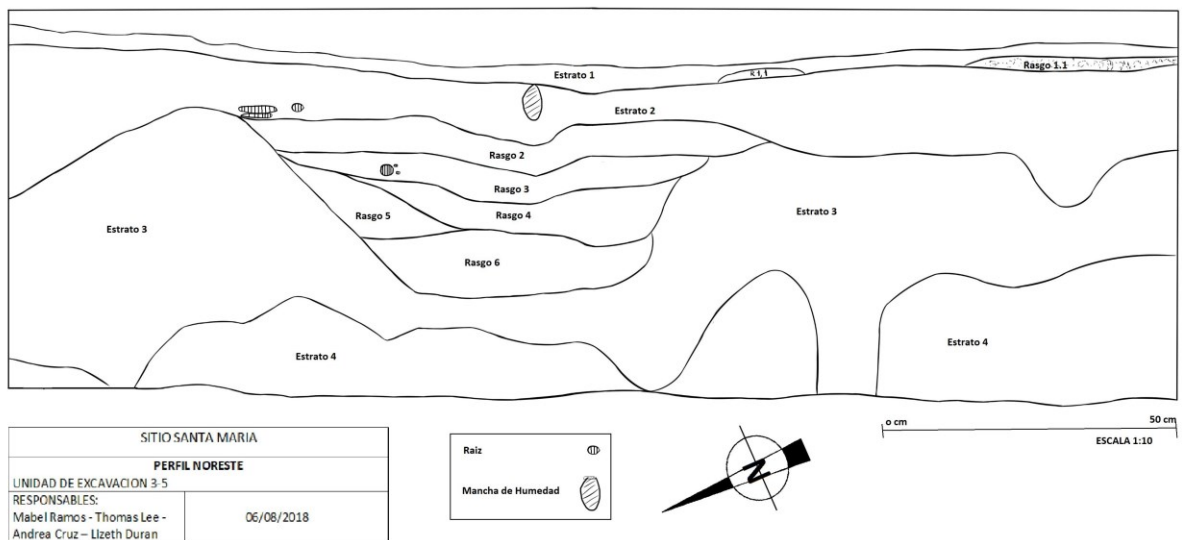 Estrato 1
Rasgo 1.1
R 1,1
Estrato 2
Rasgo 2
Rasgo 3
Rasgo 5
Rasgo 4
Estrato 3
Estrato 3
Rasgo 6
Estrato 4
Estrato 4
o cm
50 cm
ESCALA 1:10
SITIO SANTA MARIA
PERFIL NORESTE
UNIDAD DE EXCAVACION 3-5
RESPONSABLES:
Mabel Ramos - Thomas Lee -
Andrea Cruz – LIzeth Duran
06/08/2018
Raiz
Mancha de Humedad
N